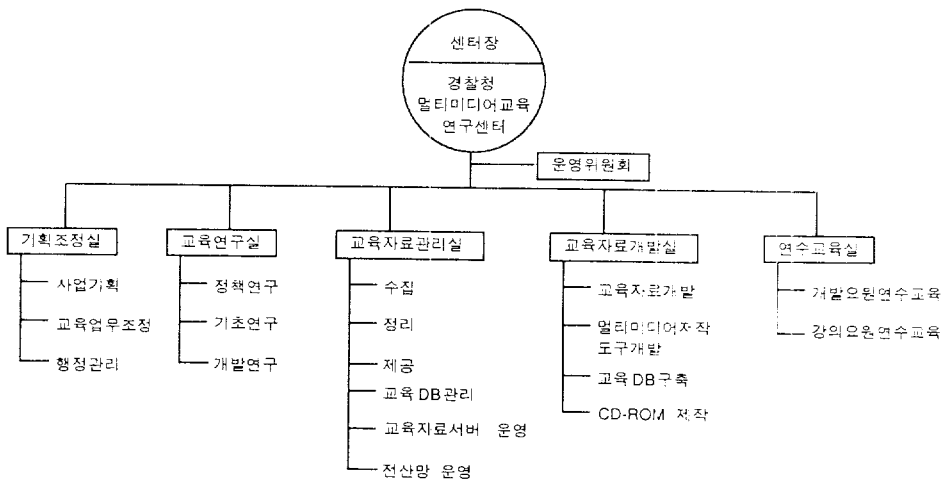 센터장
경찰청
멀티미디어교육
연구센터
운영위원회
기획조정실
사업기획
교육업무조정
행정관리
교육연구실
정책연구
기초연구
개발연구
교육자료관리실
수집
정리
제공
교육DB관리
교육자료서버 운영
전산망 운영
교육자료개발실
교육자료개발
멀티미디어저작
도구개발
교육DB구축
CD-ROM 제작
연수교육실
개발요원연수교육
강의요원연수교육